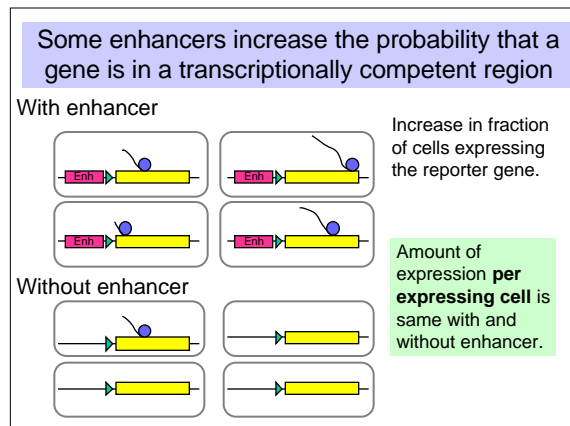 Some enhancers increase the probability that a
gene is in a transcriptionally competent region
With enhancer
Enh
Enh
Enh
Enh
Increase in fraction
of cells expressing
the reporter gene.
Without enhancer
Amount of
expression per
expressing cell is
same with and
without enhancer.